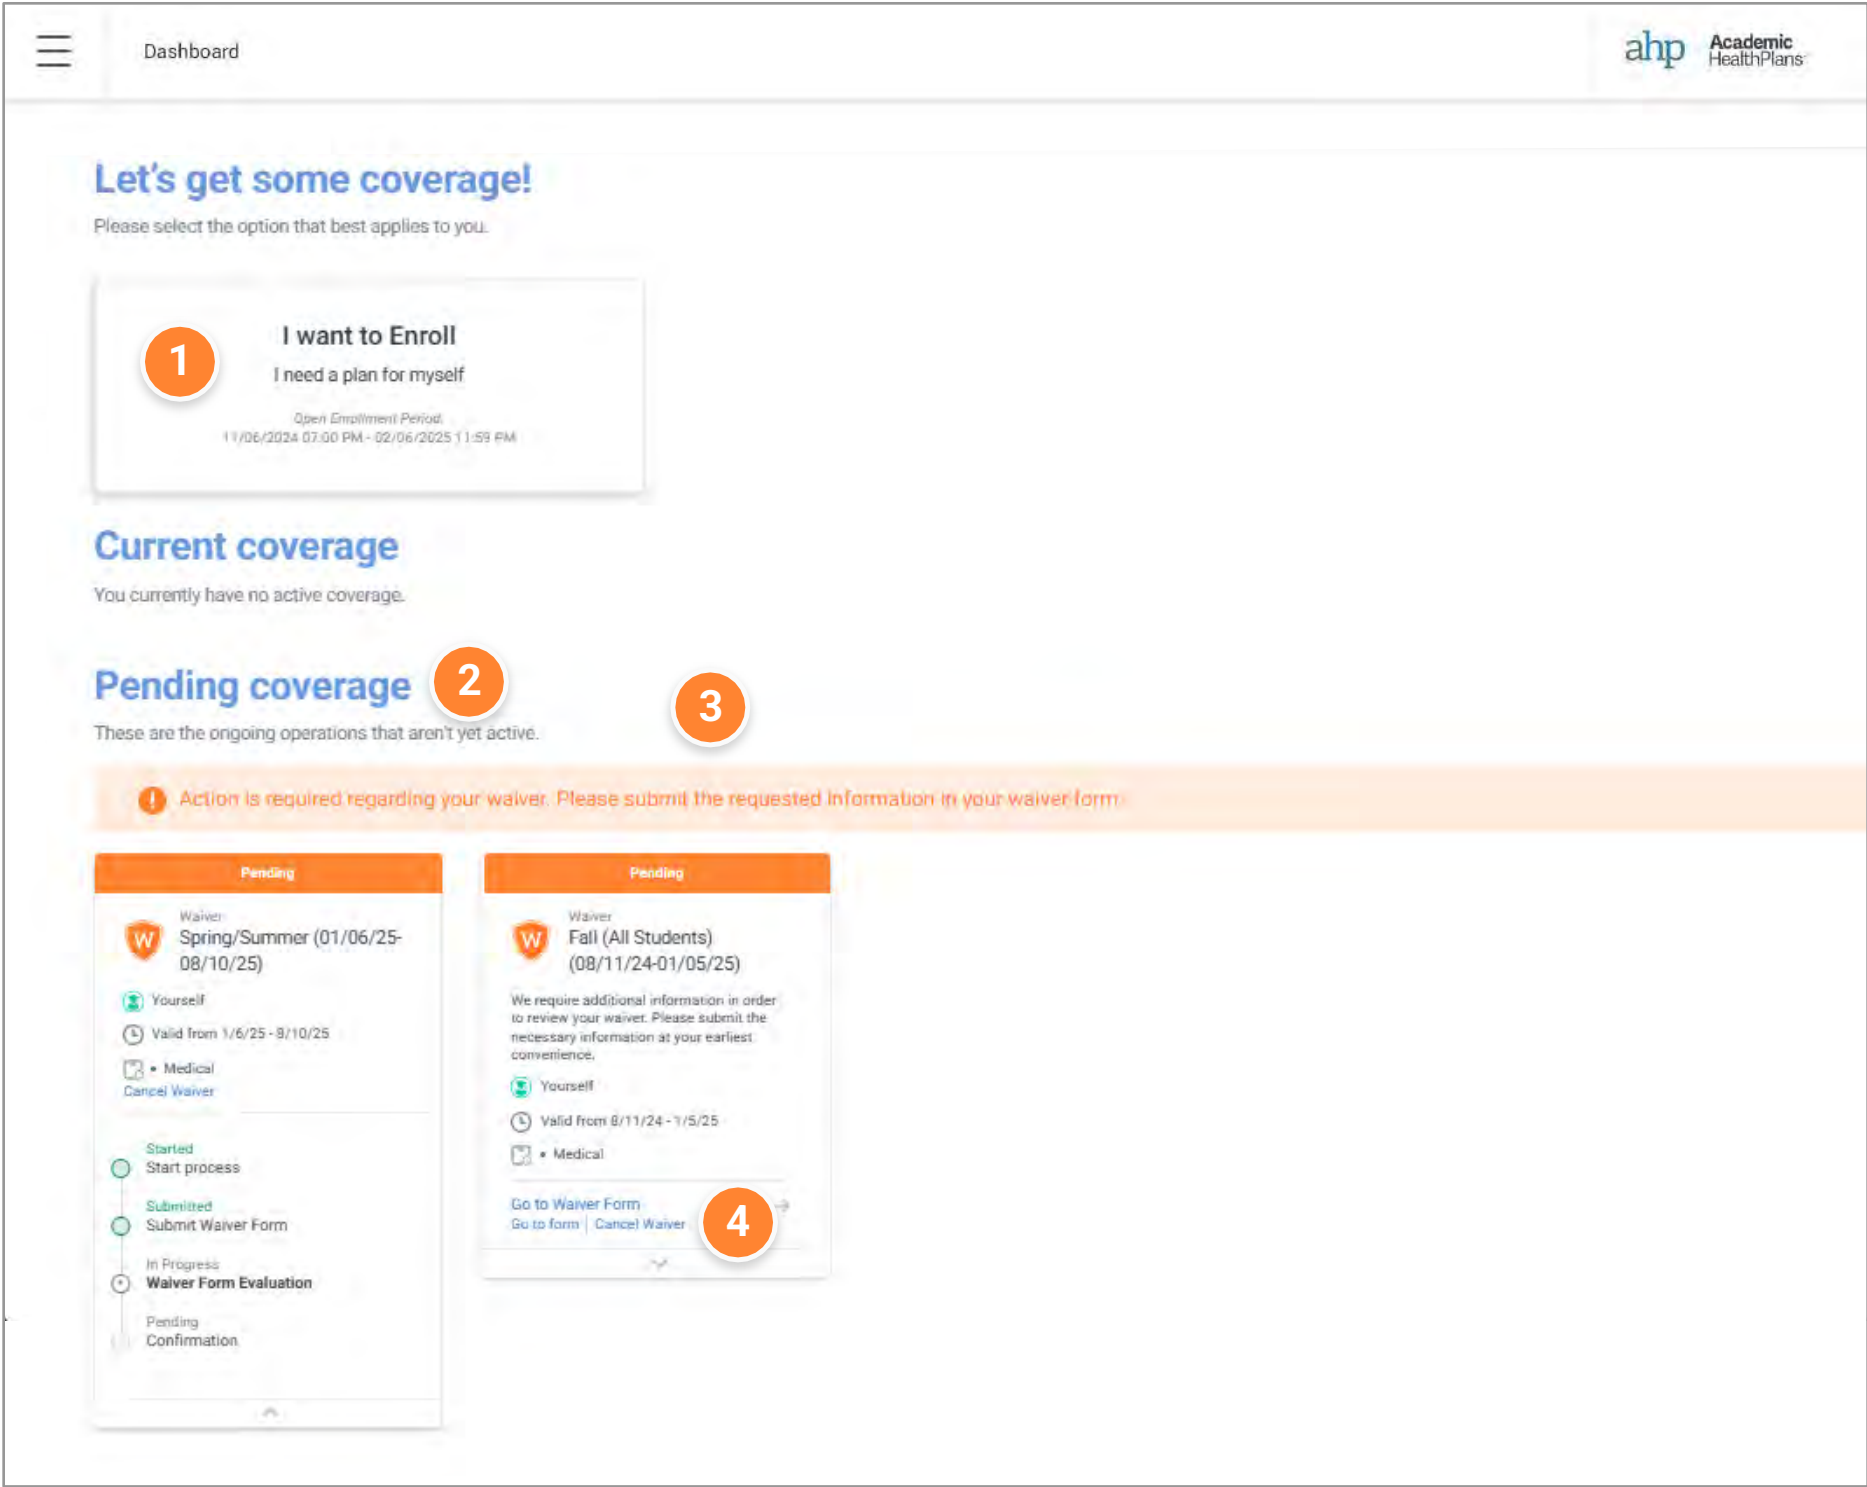 Dashboard
ahp Academic
HealthPlans
Let's get some coverage!
Please select the option that best applies to you.
1
I want to Enroll
I need a plan for myself
Open Enrollment Period:
11/06/2024 07:00 PM - 02/06/2025 11:59 PM
Current coverage
You currently have no active coverage.
Pending coverage
2
3
These are the ongoing operations that aren't yet active.
Action is required regarding your waiver. Please submit the requested information in your waiver form.
Pending
W
Waiver
Spring/Summer (01/06/25-
08/10/25)
Yourself
Valid from 1/6/25 - 8/10/25
• Medical
Cancel Waiver
Started
Start process
Submitted
Submit Waiver Form
In Progress
Waiver Form Evaluation
Pending
Confirmation
Pending
W
Waiver
Fall (All Students)
(08/11/24-01/05/25)
We require additional information in order
to review your waiver. Please submit the
necessary information at your earliest
convenience.
Yourself
Valid from 8/11/24 - 1/5/25
• Medical
Go to Waiver Form
Go to form | Cancel Waiver
4